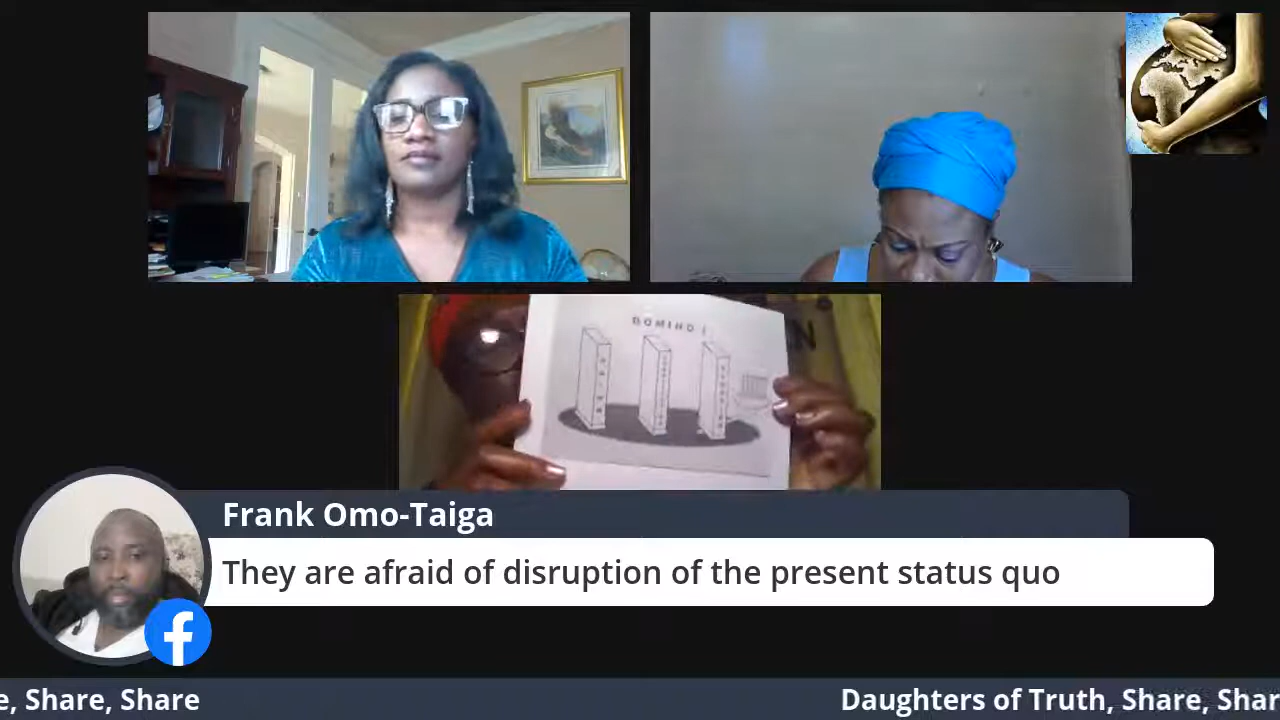 DOMINO
Frank Omo-Taiga
They are afraid of disruption of the present status quo
e, Share, Share
Daughters of Truth, Share, Shar